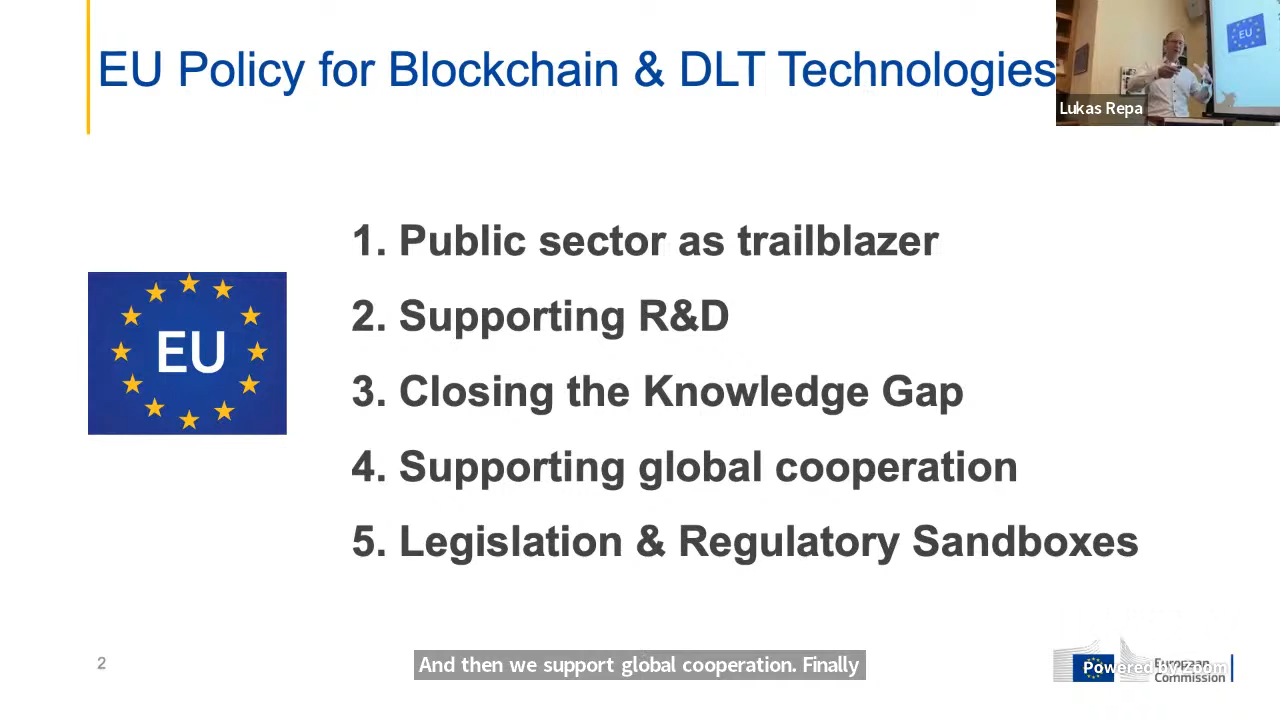 EU Policy for Blockchain & DLT Technologies
EU
Lukas Repa
1. Public sector as trailblazer
2. Supporting R&D
EU
3. Closing the Knowledge Gap
4. Supporting global cooperation
5. Legislation & Regulatory Sandboxes
2
And then we support global cooperation. Finally
Powered by Zoom
European
Commission